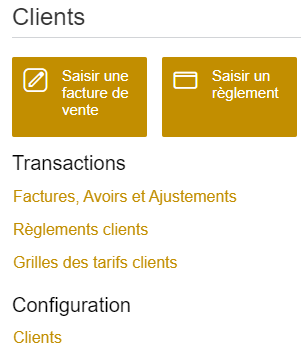 Clients
Saisir une
facture de
vente
Saisir un
règlement
Transactions
Factures, Avoirs et Ajustements
Règlements clients
Grilles des tarifs clients
Configuration
Clients